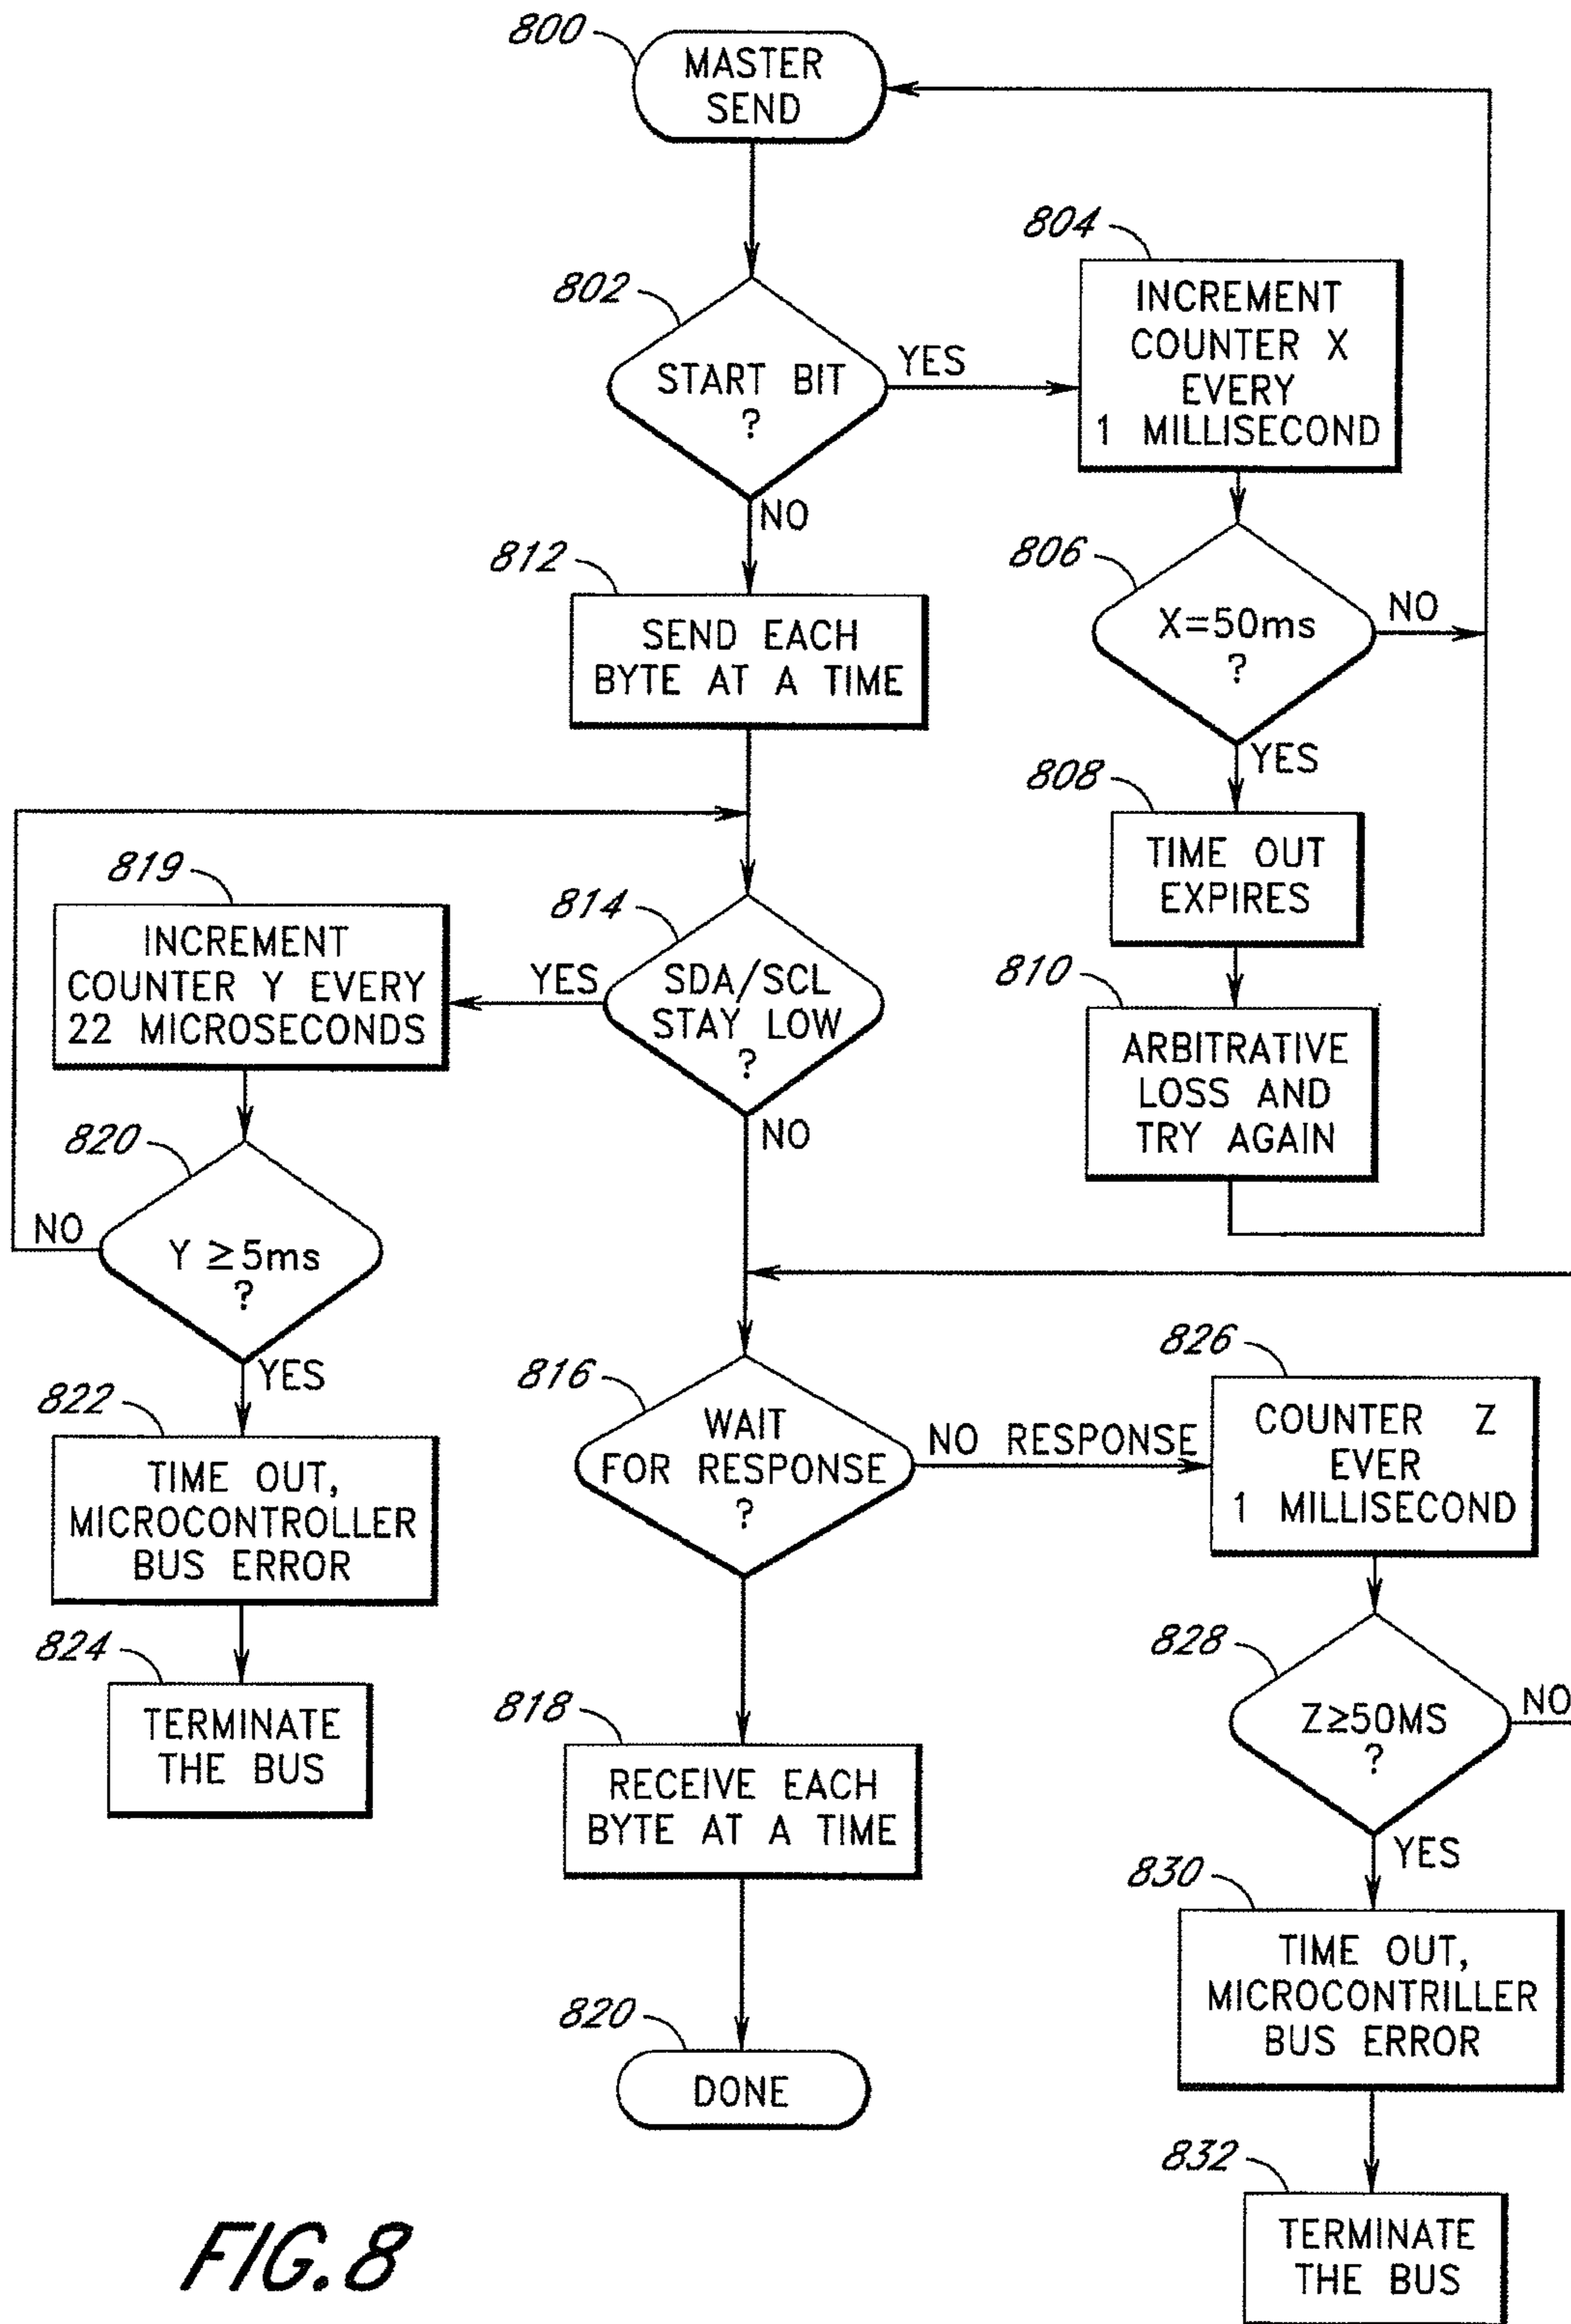 800
MASTER
SEND
804
802
INCREMENT
COUNTER X
EVERY
1 MILLISECOND
START BIT
?
YES
NO
812
806
SEND EACH
BYTE AT A TIME
X=50ms
?
NO
YES
808
TIME OUT
EXPIRES
819
INCREMENT
COUNTER Y EVERY
22 MICROSECONDS
814
YES
SDA/SCL
STAY LOW
?
NO
810
ARBITRATIVE
LOSS AND
TRY AGAIN
820
NO
Y ≥5ms
?
YES
816
WAIT
FOR RESPONSE
?
NO RESPONSE
826
COUNTER Z
EVER
1 MILLISECOND
822
TIME OUT,
MICROCONTROLLER
BUS ERROR
824
TERMINATE
THE BUS
828
Z≥50MS
?
NO
YES
818
RECEIVE EACH
BYTE AT A TIME
830
TIME OUT,
MICROCONTRILLER
BUS ERROR
820
DONE
832
TERMINATE
THE BUS
FIG.8